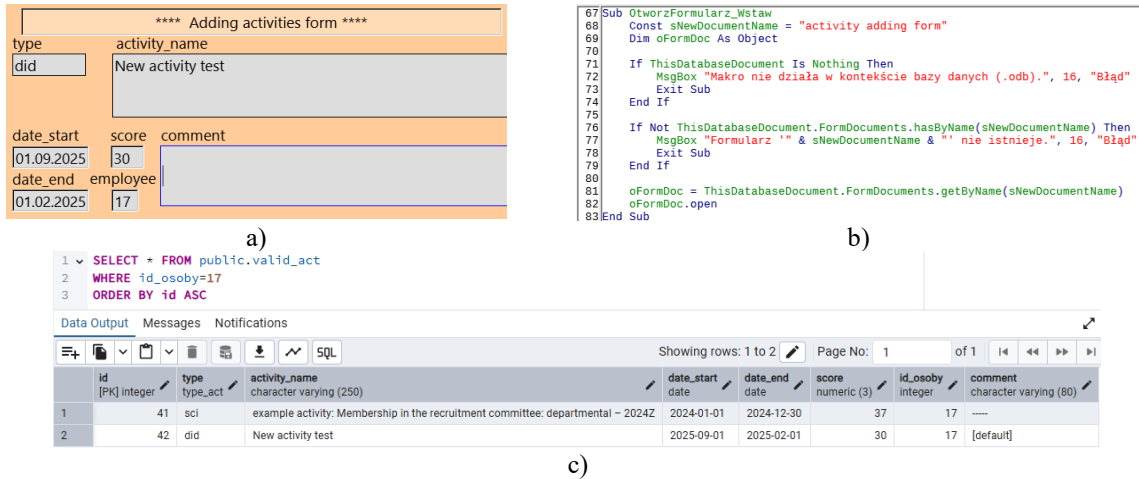 **** Adding activities form ****
type activity_name
did New activity test
date_start score comment
01.09.2025 30
date_end employee
01.02.2025 17
a)
67 Sub OtworzFormularz_Wstaw
68 Const sNewDocumentName = "activity adding form"
69 Dim oFormDoc As Object
70
71 If ThisDatabaseDocument Is Nothing Then
72 MsgBox "Makro nie działa w kontekście bazy danych (.odb).", 16, "Błąd"
73 Exit Sub
74 End If
75
76 If Not ThisDatabaseDocument.FormDocuments.hasByName(sNewDocumentName) Then
77 MsgBox "Formularz '" & sNewDocumentName & "' nie istnieje.", 16, "Błąd"
78 Exit Sub
79 End If
80
81 oFormDoc = ThisDatabaseDocument.FormDocuments.getByName(sNewDocumentName)
82 oFormDoc.open
83 End Sub
b)
1 SELECT * FROM public.valid_act
2 WHERE id_osoby=17
3 ORDER BY id ASC
Data Output Messages Notifications
SQL Showing rows: 1 to 2 Page No: 1 of 1
id type activity_name date_start date_end score id_osoby comment
[PK] integer type_act character varying (250) date date numeric (3) integer character varying (80)
1 41 sci example activity: Membership in the recruitment committee: departmental – 2024Z 2024-01-01 2024-12-30 37 17 -----
2 42 did New activity test 2025-09-01 2025-02-01 30 17 [default]
c)